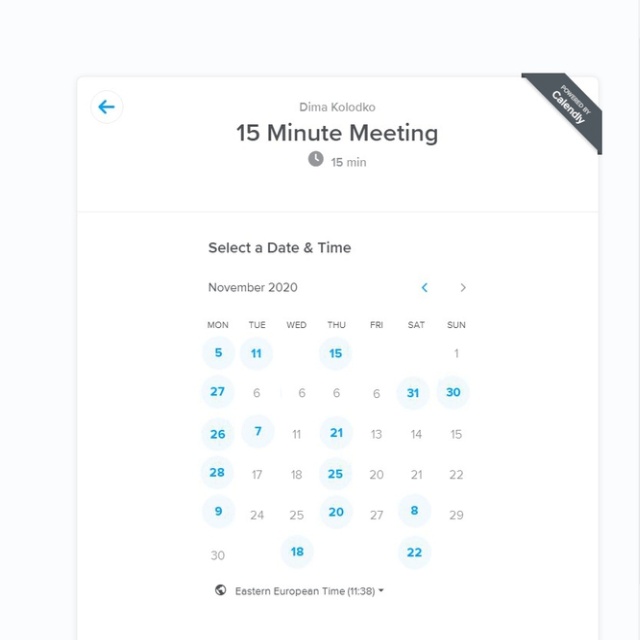 POWERED BY
Calendly
Dima Kolodko
15 Minute Meeting
15 min
Select a Date & Time
November 2020
MON TUE WED THU FRI SAT SUN
5 11 15 1
27 6 6 6 6 31 30
26 7 11 21 13 14 15
28 17 18 25 20 21 22
9 24 25 20 27 8 29
30 18 22
Eastern European Time (11:38)